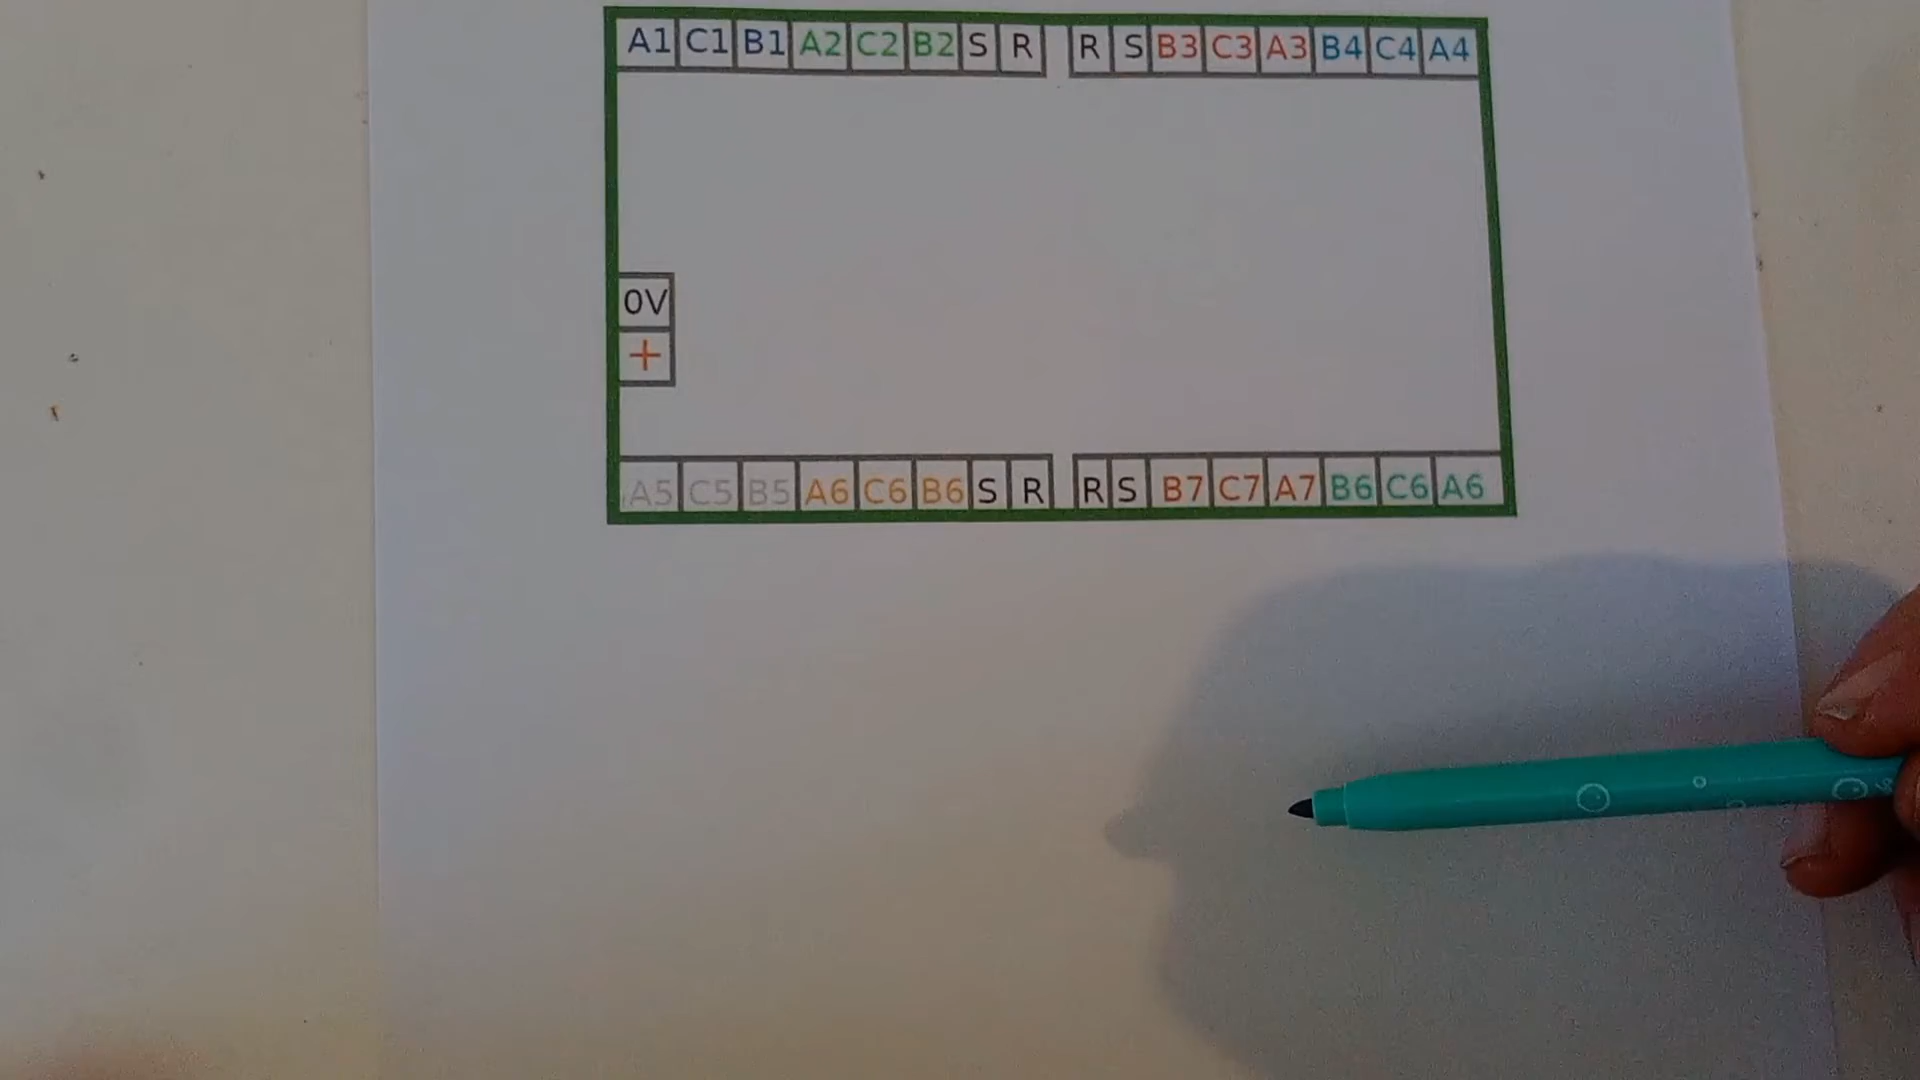 A1 C1 B1 A2 C2 B2 S R R S B3 C3 A3 B4 C4 A4
0V
+
A5 C5 B5 A6 C6 B6 S R R S B7 C7 A7 B6 C6 A6